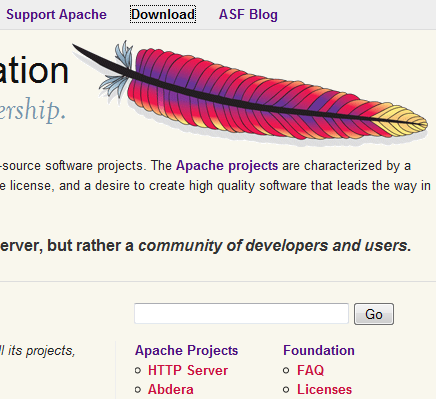 Support Apache Download ASF Blog
ation
ership.
-source software projects. The Apache projects are characterized by a
e license, and a desire to create high quality software that leads the way in
erver, but rather a community of developers and users.
Go
ll its projects,
Apache Projects
HTTP Server
Abdera
Foundation
FAQ
Licenses